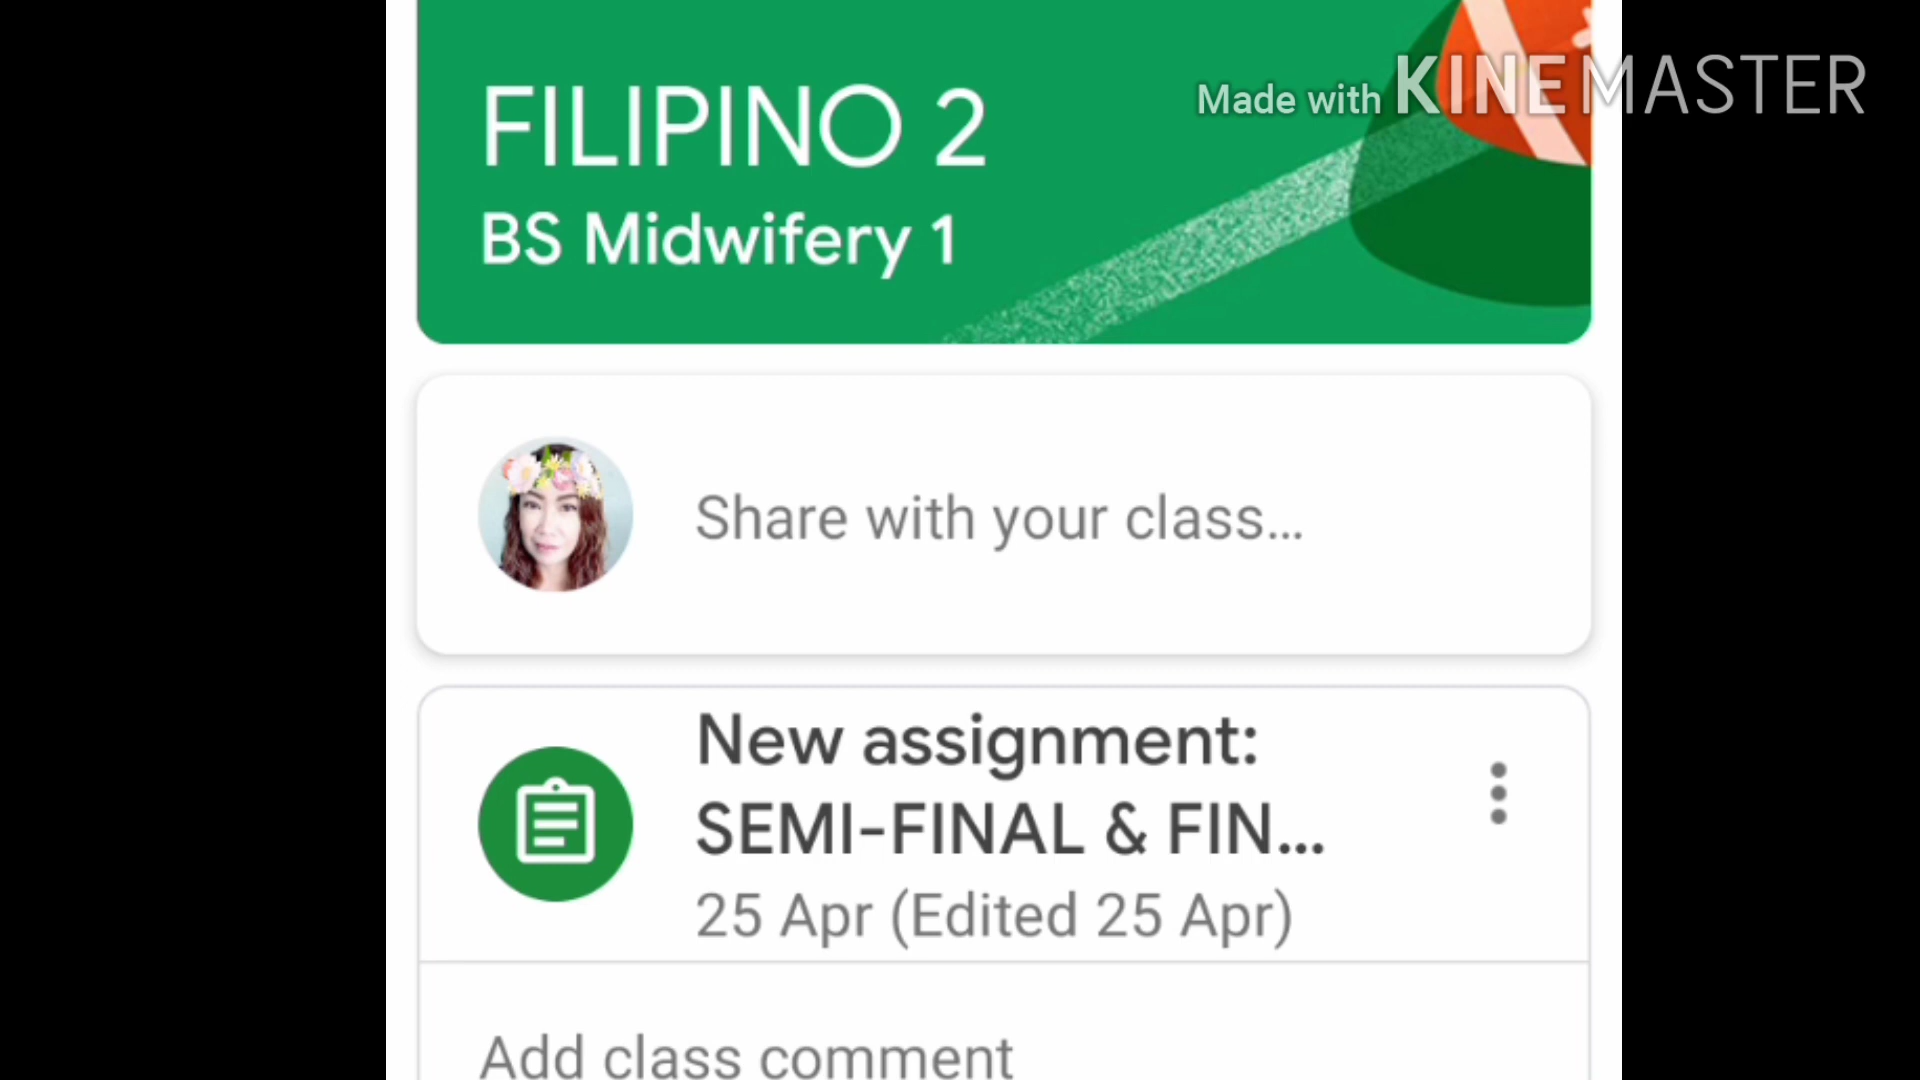 FILIPINO 2
Made with KINEMASTER
BS Midwifery 1
Share with your class...
New assignment:
SEMI-FINAL & FIN...
25 Apr (Edited 25 Apr)
Add class comment